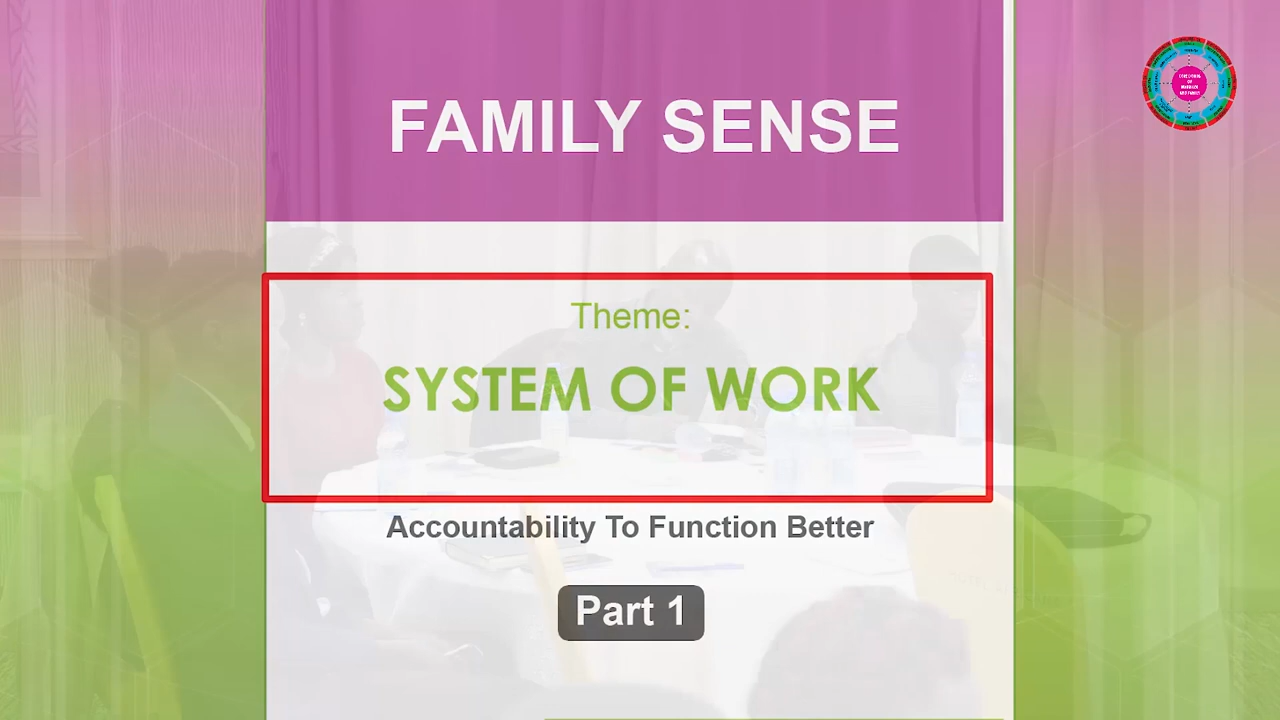 FAMILY SENSE
Theme:
SYSTEM OF WORK
Accountability To Function Better
Part 1